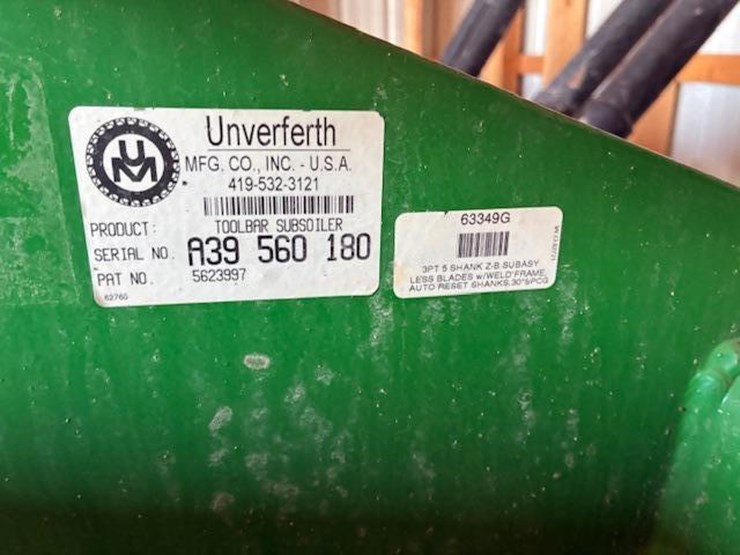 UM
Unverferth
MFG. CO., INC. - U.S.A.
419-532-3121
PRODUCT: TOOLBAR SUBSOILER
SERIAL NO. A39 560 180
PAT NO. 5623997
62760
63349G
3PT 5 SHANK Z-B SUBASY
LESS BLADES w/WELD'FRAME,
AUTO RESET SHANKS,30"